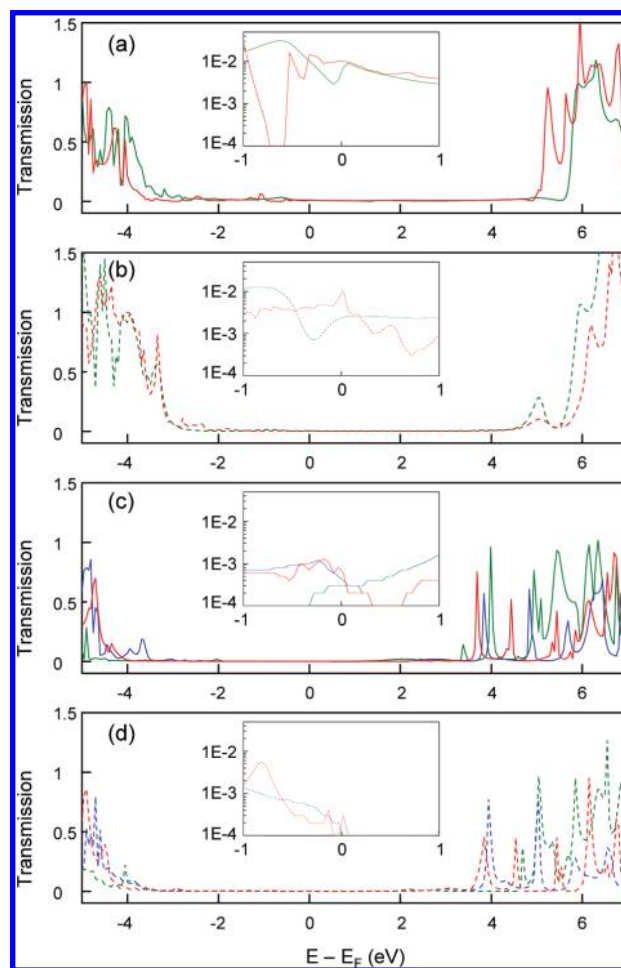 (a)
Transmission
1.5
1
0.5
0
1E-2
1E-3
1E-4
-1 0 1
-4 -2 0 2 4 6
(b)
Transmission
1.5
1
0.5
0
1E-2
1E-3
1E-4
-1 0 1
-4 -2 0 2 4 6
(c)
Transmission
1.5
1
0.5
0
1E-2
1E-3
1E-4
-1 0 1
-4 -2 0 2 4 6
(d)
Transmission
1.5
1
0.5
0
1E-2
1E-3
1E-4
-1 0 1
-4 -2 0 2 4 6
E – E_F (eV)